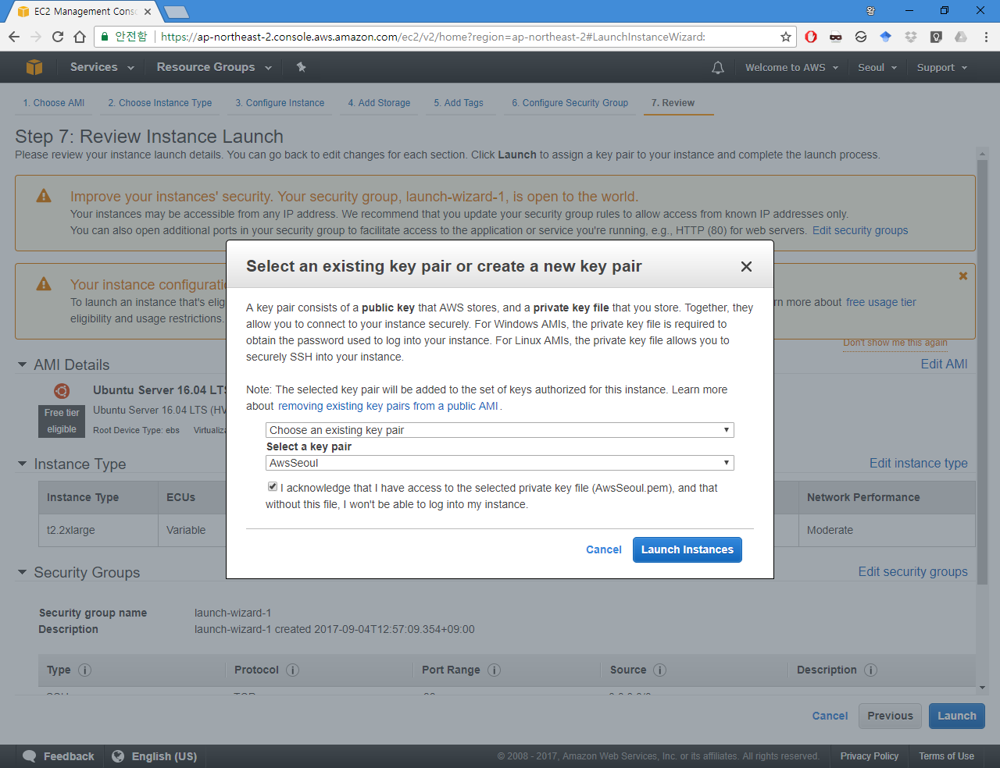 EC2 Management Conso
왕
안전함
https://ap-northeast-2.console.aws.amazon.com/ec2/v2/home?region=ap-northeast-2#LaunchInstanceWizard:
Services
Resource Groups
Welcome to AWS
Seoul
Support
1. Choose AMI
2. Choose Instance Type
3. Configure Instance
4. Add Storage
5. Add Tags
6. Configure Security Group
7. Review
Step 7: Review Instance Launch
Please review your instance launch details. You can go back to edit changes for each section. Click Launch to assign a key pair to your instance and complete the launch process.
Improve your instances' security. Your security group, launch-wizard-1, is open to the world.
Your instances may be accessible from any IP address. We recommend that you update your security group rules to allow access from known IP addresses only.
You can also open additional ports in your security group to facilitate access to the application or service you're running, e.g., HTTP (80) for web servers. Edit security groups
Your instance configuratio
To launch an instance that's elig
rn more about free usage tier
eligibility and usage restrictions.
Don't show me this again
Select an existing key pair or create a new key pair
A key pair consists of a public key that AWS stores, and a private key file that you store. Together, they
allow you to connect to your instance securely. For Windows AMIs, the private key file is required to
obtain the password used to log into your instance. For Linux AMIs, the private key file allows you to
securely SSH into your instance.
Note: The selected key pair will be added to the set of keys authorized for this instance. Learn more
about removing existing key pairs from a public AMI.
Choose an existing key pair
Select a key pair
AwsSeoul
I acknowledge that I have access to the selected private key file (AwsSeoul.pem), and that
without this file, I won't be able to log into my instance.
Cancel
Launch Instances
AMI Details
Edit AMI
Ubuntu Server 16.04 LTS
Free tier
eligible
Ubuntu Server 16.04 LTS (HV
Root Device Type: ebs
Virtualiza
Instance Type
Edit instance type
Instance Type
ECUs
Network Performance
t2.2xlarge
Variable
Moderate
Security Groups
Edit security groups
Security group name
launch-wizard-1
Description
launch-wizard-1 created 2017-09-04T12:57:09.354+09:00
Type
Protocol
Port Range
Source
Description
Cancel
Previous
Launch
Feedback
English (US)
© 2008 - 2017, Amazon Web Services, Inc. or its affiliates. All rights reserved.
Privacy Policy
Terms of Use